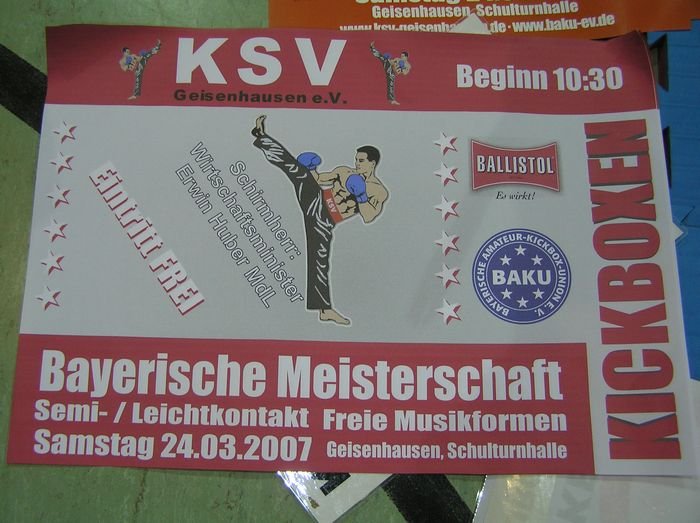 Geisenhausen, Schulturnhalle
www.ksv-geisenhausen.de · www.baku-ev.de
KSV
Geisenhausen e.V.
Beginn 10:30
Eintritt FREI
Schirmherr:
Wirtschaftsminister
Erwin Huber MdL
KSV
BALLISTOL
Es wirkt!
BAYERISCHE AMATEUR-KICKBOX-UNION E.V.
BAKU
KICKBOXEN
Bayerische Meisterschaft
Semi- / Leichtkontakt Freie Musikformen
Samstag 24.03.2007 Geisenhausen, Schulturnhalle